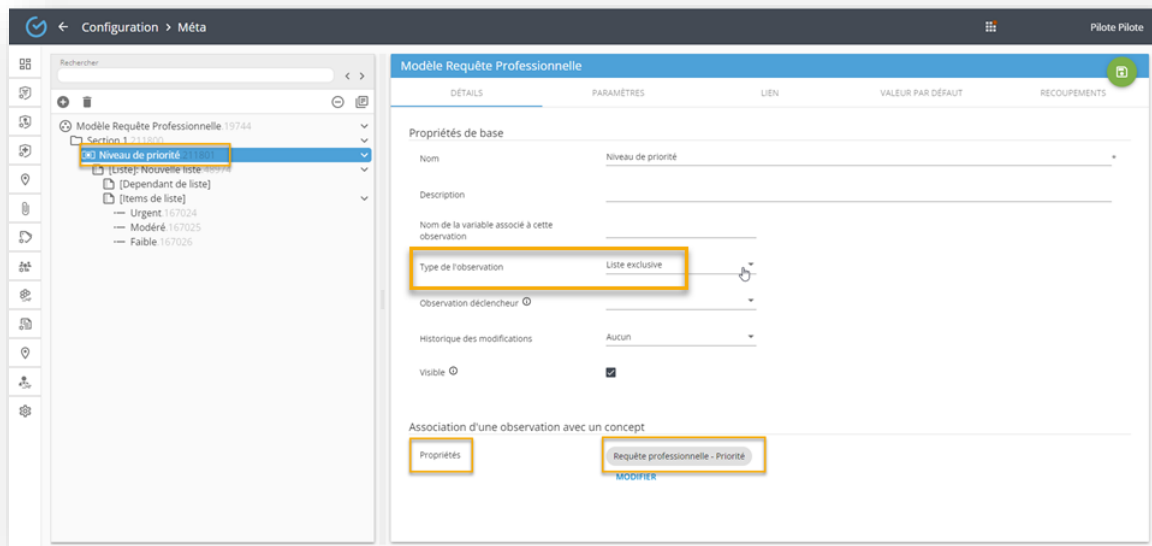 Configuration > Méta
Pilote Pilote
Rechercher
Modèle Requête Professionnelle 19744
Section 1 211800
Niveau de priorité 211801
[Liste]: Nouvelle liste 48974
[Dependant de liste]
[Items de liste]
Urgent 167024
Modéré 167025
Faible 167026
Modèle Requête Professionnelle
DÉTAILS PARAMÈTRES LIEN VALEUR PAR DÉFAUT RECOUPEMENTS
Propriétés de base
Nom Niveau de priorité
Description
Nom de la variable associé à cette
observation
Type de l'observation Liste exclusive
Observation déclencheur
Historique des modifications Aucun
Visible
Association d'une observation avec un concept
Propriétés Requête professionnelle - Priorité
MODIFIER